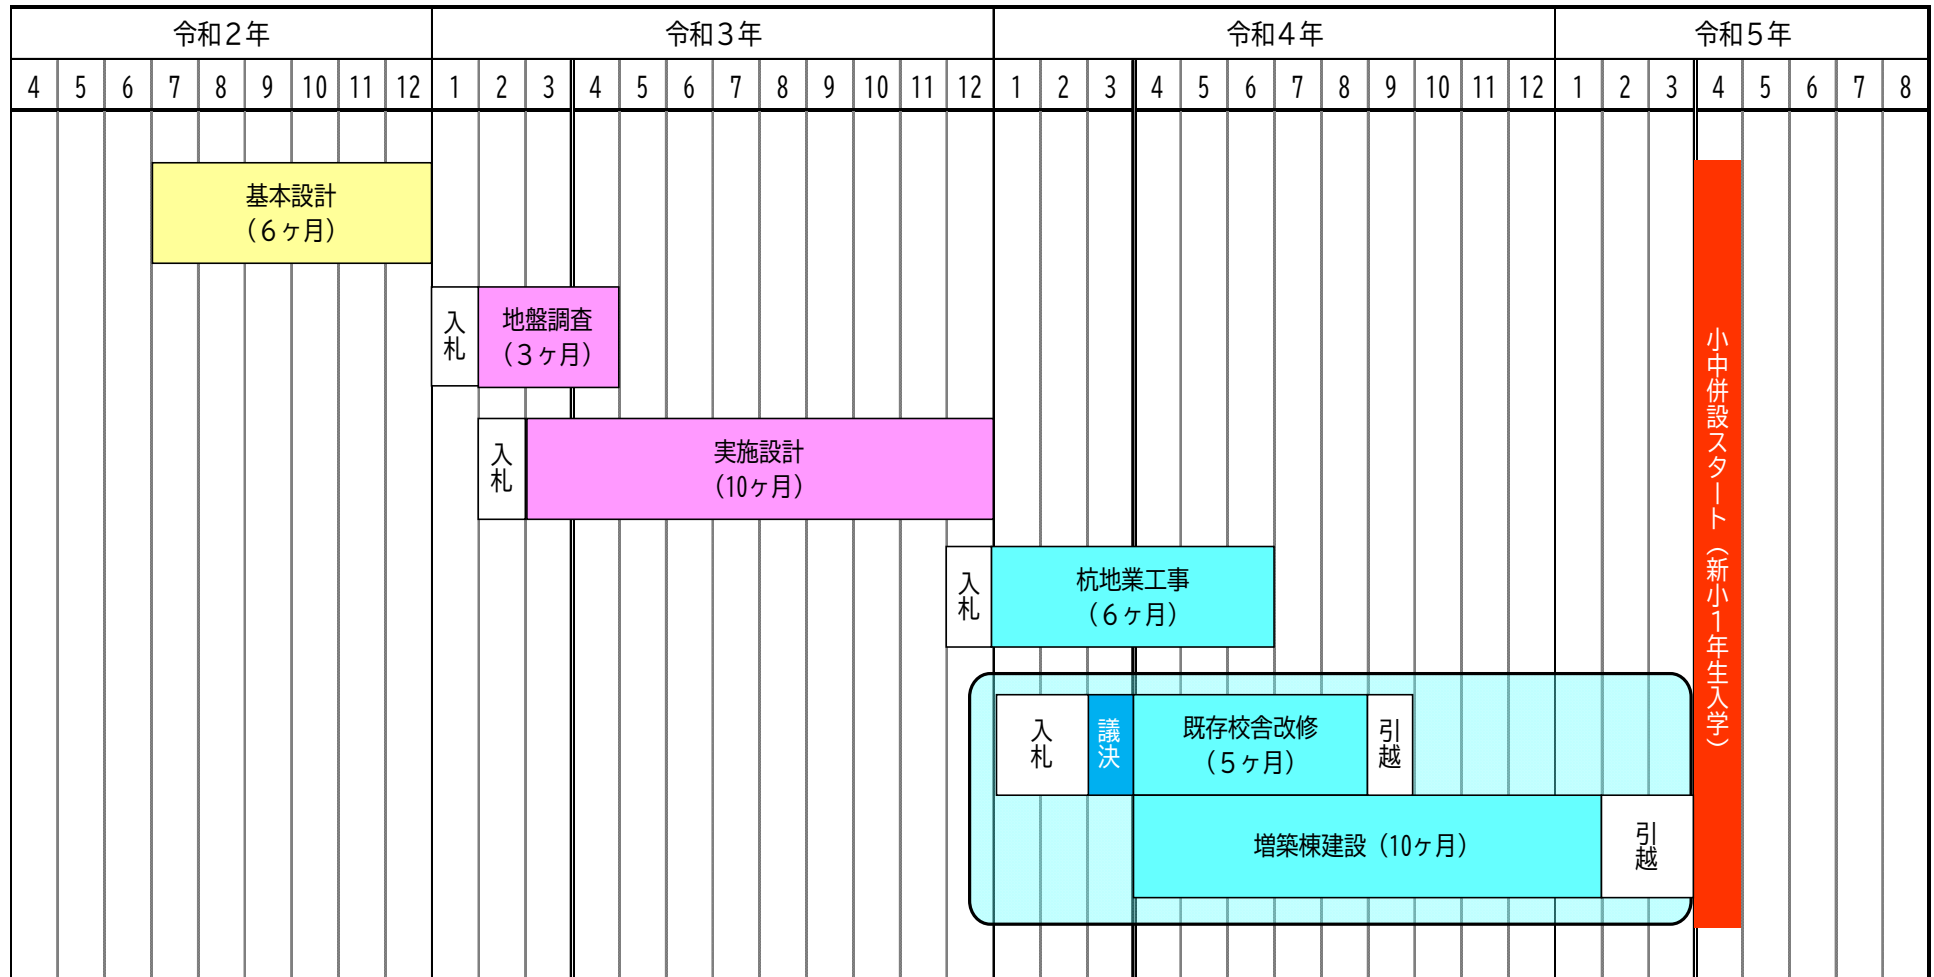 令和２年 令和３年 令和４年 令和５年
4 5 6 7 8 9 10 11 12 1 2 3 4 5 6 7 8 9 10 11 12 1 2 3 4 5 6 7 8 9 10 11 12 1 2 3 4 5 6 7 8
基本設計
（６ヶ月）
入札
地盤調査
（３ヶ月）
入札
実施設計
（10ヶ月）
入札
杭地業工事
（６ヶ月）
入札
議決
既存校舎改修
（５ヶ月）
引越
増築棟建設（10ヶ月）
引越
小中併設スタート（新小１年生入学）